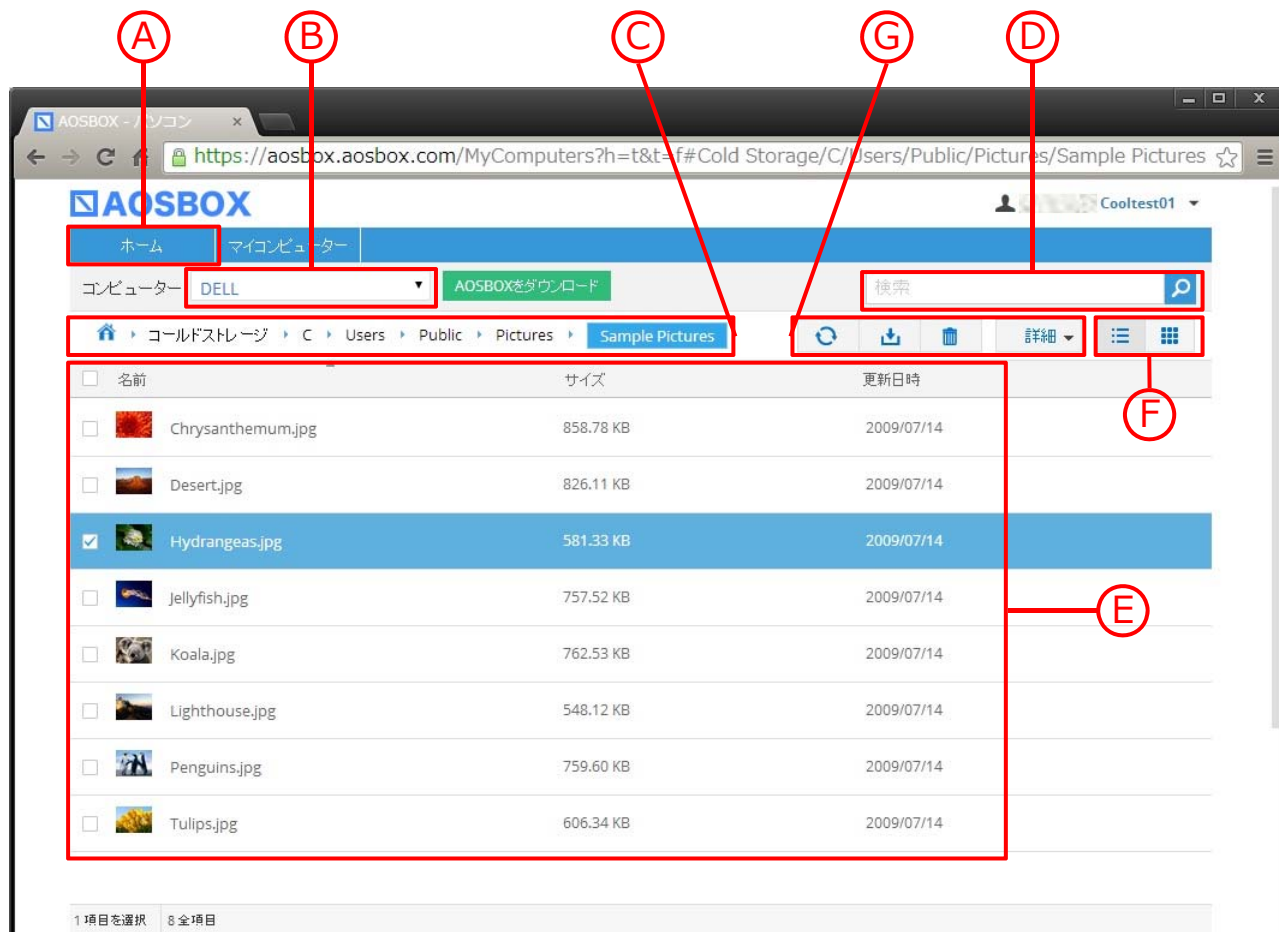 A B C G D
AOSBOX - パソコン ×
https://aosbox.aosbox.com/MyComputers?h=t&t=f#Cold Storage/C/Users/Public/Pictures/Sample Pictures
AOSBOX Cooltest01
ホーム マイコンピューター
コンピューター DELL AOSBOXをダウンロード 検索
コールドストレージ C Users Public Pictures Sample Pictures 詳細
名前 サイズ 更新日時
F
Chrysanthemum.jpg 858.78 KB 2009/07/14
Desert.jpg 826.11 KB 2009/07/14
Hydrangeas.jpg 581.33 KB 2009/07/14
Jellyfish.jpg 757.52 KB 2009/07/14
E
Koala.jpg 762.53 KB 2009/07/14
Lighthouse.jpg 548.12 KB 2009/07/14
Penguins.jpg 759.60 KB 2009/07/14
Tulips.jpg 606.34 KB 2009/07/14
1 項目を選択 8 全項目